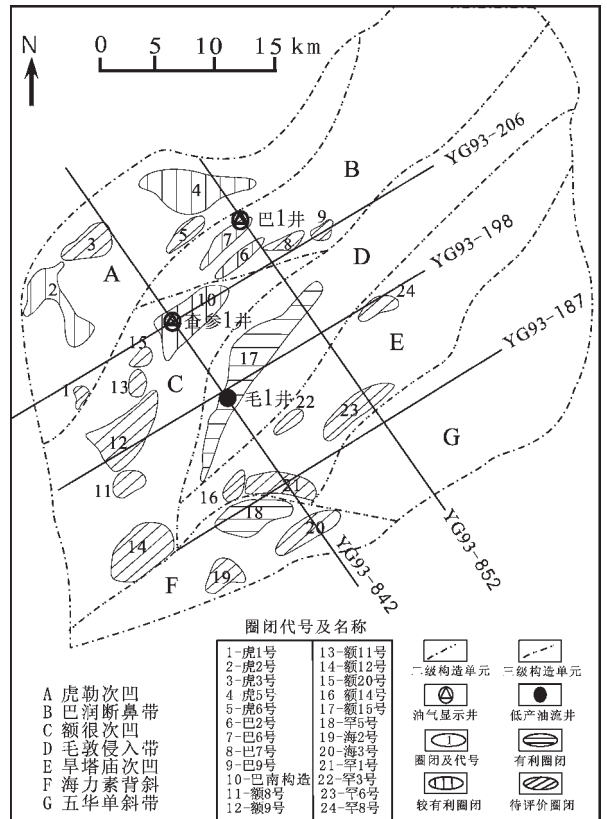 N
0 5 10 15 km
YG93-206
B
4
巴1井
9
5
7
8
3
6
D
YG93-198
A
2
10
24
查参1井
YG93-187
15
17
E
C
1
13
毛1井
22
23
12
G
11
16
21
18
20
14
YG93-852
F
19
YG93-842
圈闭代号及名称
1-虎1号
2-虎2号
3-虎3号
4 虎5号
5-虎6号
6-巴2号
7-巴6号
8-巴7号
9-巴9号
10-巴南构造
11-额8号
12-额9号
13-额11号
14-额12号
15-额20号
16 额14号
17-额15号
18-罕5号
19-海2号
20-海3号
21-罕1号
22-罕3号
23-罕6号
24-罕8号
二级构造单元
三级构造单元
油气显示井
低产油流井
1
圈闭及代号
有利圈闭
较有利圈闭
待评价圈闭
A 虎勒次凹
B 巴润断鼻带
C 额很次凹
D 毛敦侵入带
E 旱塔庙次凹
F 海力素背斜
G 五华单斜带